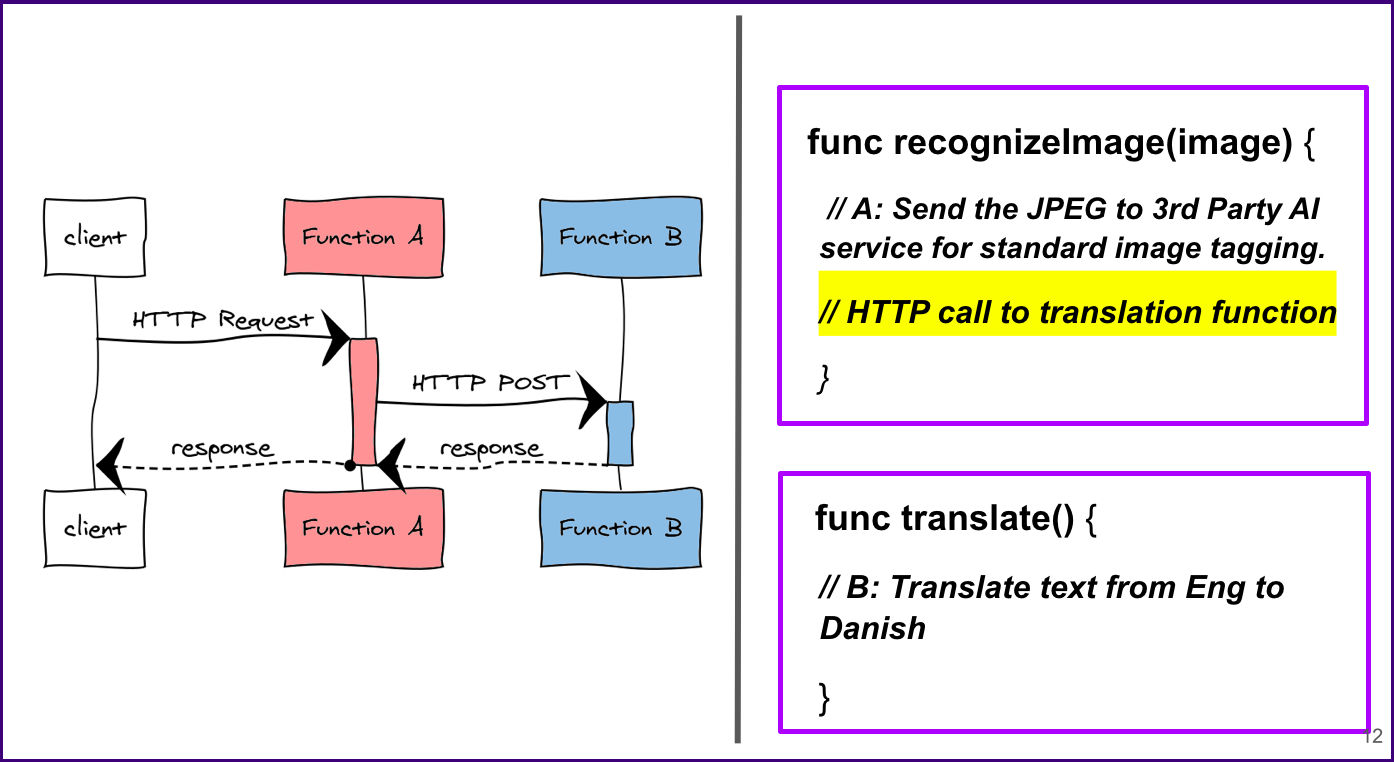 client
Function A
Function B
HTTP Request
HTTP POST
response
response
client
Function A
Function B
func recognizeImage(image) {
// A: Send the JPEG to 3rd Party AI
service for standard image tagging.
// HTTP call to translation function
}
func translate() {
// B: Translate text from Eng to
Danish
}
12